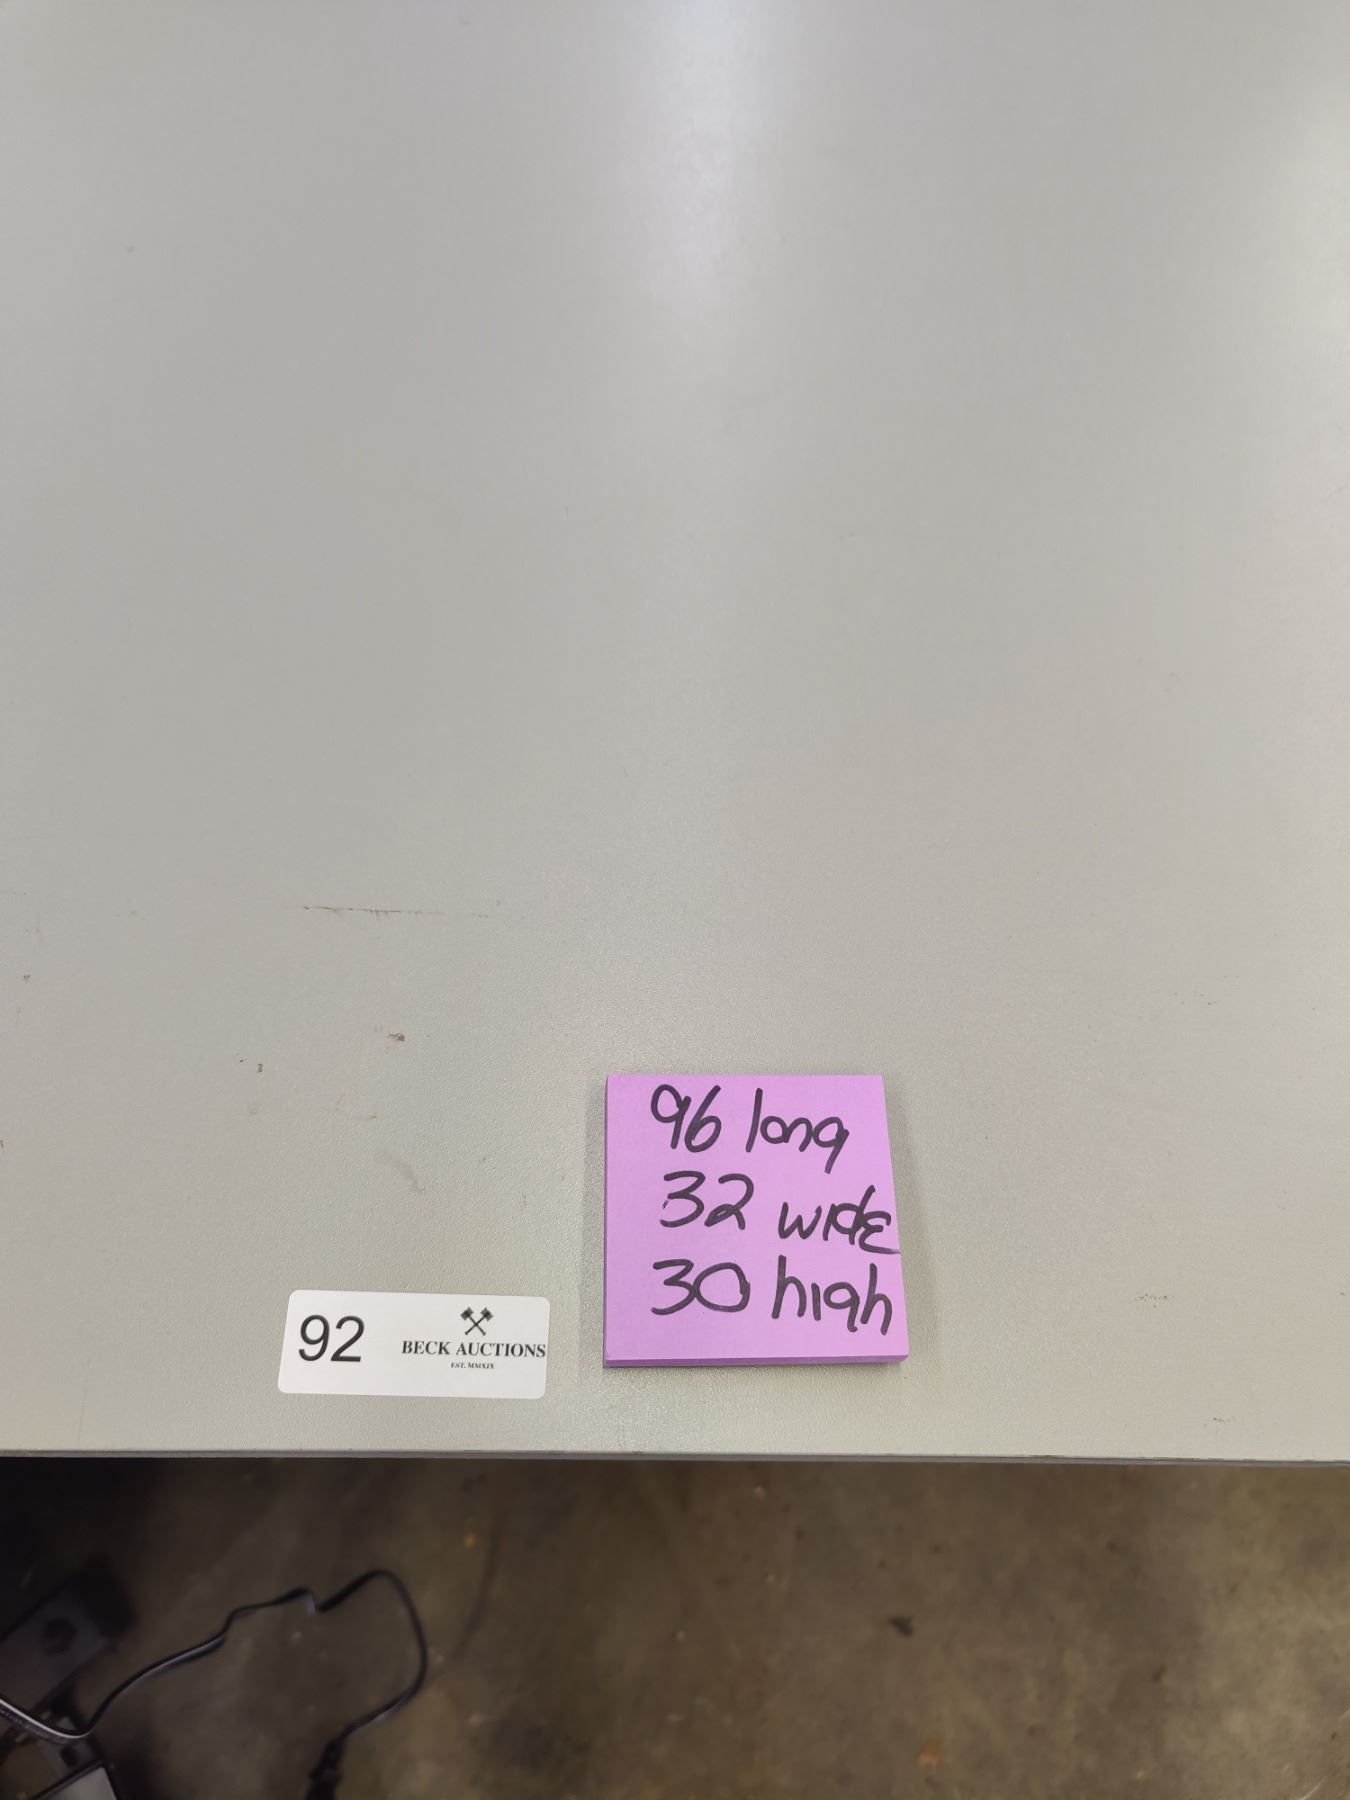 96 long
32 wide
30 high
92
BECK AUCTIONS
EST. MMXIX